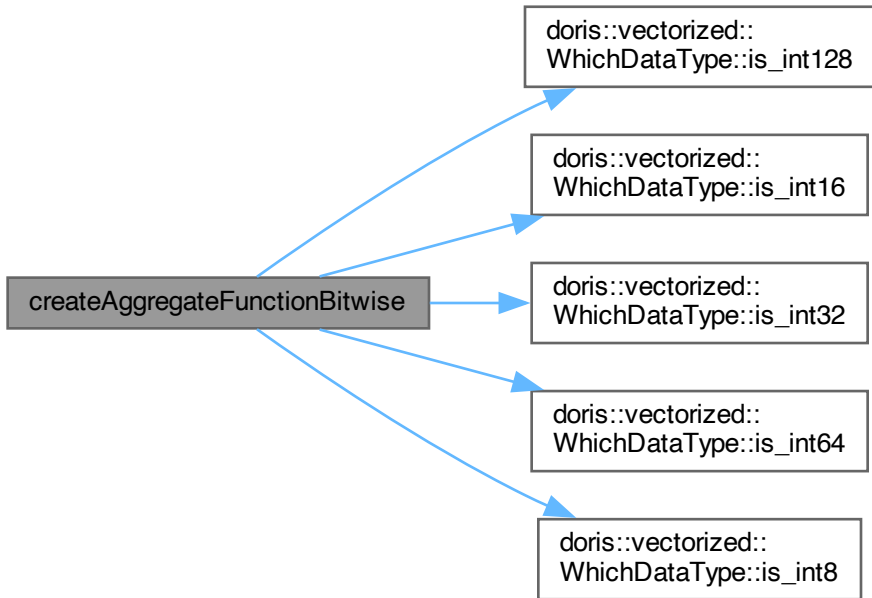 doris::vectorized::
WhichDataType::is_int128
doris::vectorized::
WhichDataType::is_int16
createAggregateFunctionBitwise
doris::vectorized::
WhichDataType::is_int32
doris::vectorized::
WhichDataType::is_int64
doris::vectorized::
WhichDataType::is_int8